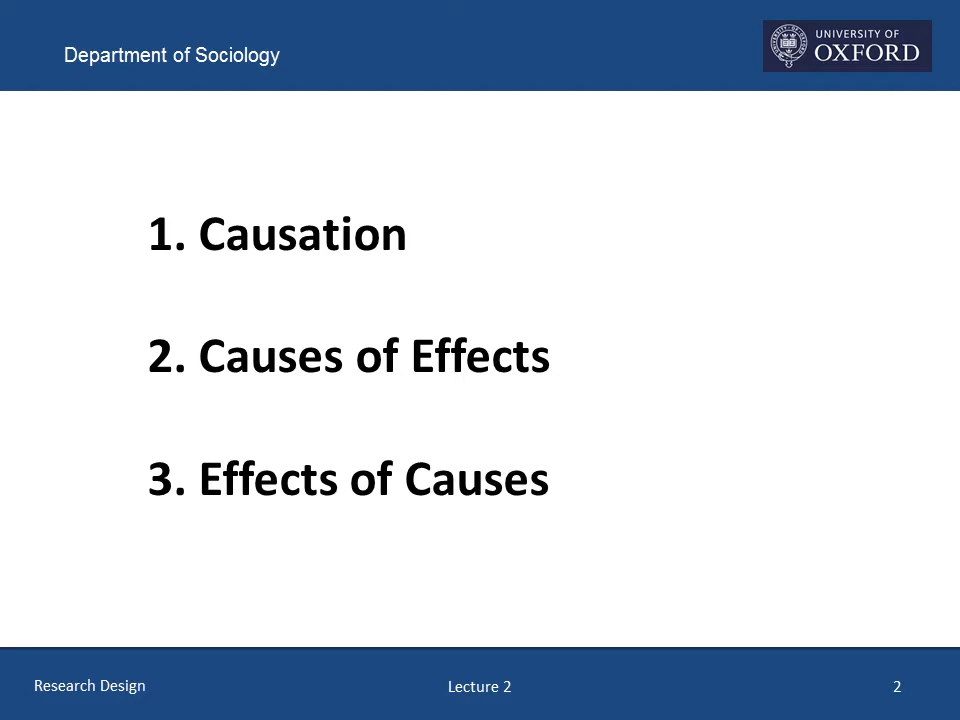 Department of Sociology
UNIVERSITY OF
OXFORD
1. Causation
2. Causes of Effects
3. Effects of Causes
Research Design
Lecture 2
2